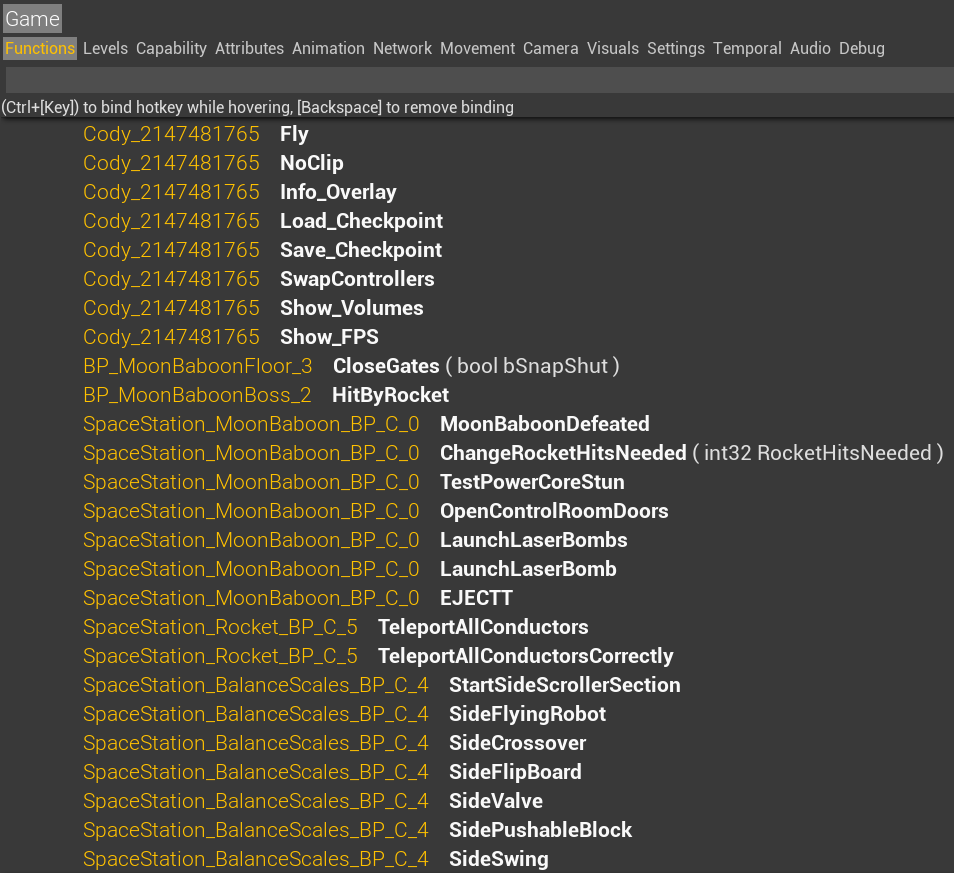 Game
Functions Levels Capability Attributes Animation Network Movement Camera Visuals Settings Temporal Audio Debug
(Ctrl+[Key]) to bind hotkey while hovering, [Backspace] to remove binding
Cody_2147481765 Fly
Cody_2147481765 NoClip
Cody_2147481765 Info_Overlay
Cody_2147481765 Load_Checkpoint
Cody_2147481765 Save_Checkpoint
Cody_2147481765 SwapControllers
Cody_2147481765 Show_Volumes
Cody_2147481765 Show_FPS
BP_MoonBaboonFloor_3 CloseGates ( bool bSnapShut )
BP_MoonBaboonBoss_2 HitByRocket
SpaceStation_MoonBaboon_BP_C_0 MoonBaboonDefeated
SpaceStation_MoonBaboon_BP_C_0 ChangeRocketHitsNeeded ( int32 RocketHitsNeeded )
SpaceStation_MoonBaboon_BP_C_0 TestPowerCoreStun
SpaceStation_MoonBaboon_BP_C_0 OpenControlRoomDoors
SpaceStation_MoonBaboon_BP_C_0 LaunchLaserBombs
SpaceStation_MoonBaboon_BP_C_0 LaunchLaserBomb
SpaceStation_MoonBaboon_BP_C_0 EJECTT
SpaceStation_Rocket_BP_C_5 TeleportAllConductors
SpaceStation_Rocket_BP_C_5 TeleportAllConductorsCorrectly
SpaceStation_BalanceScales_BP_C_4 StartSideScrollerSection
SpaceStation_BalanceScales_BP_C_4 SideFlyingRobot
SpaceStation_BalanceScales_BP_C_4 SideCrossover
SpaceStation_BalanceScales_BP_C_4 SideFlipBoard
SpaceStation_BalanceScales_BP_C_4 SideValve
SpaceStation_BalanceScales_BP_C_4 SidePushableBlock
SpaceStation_BalanceScales_BP_C_4 SideSwing